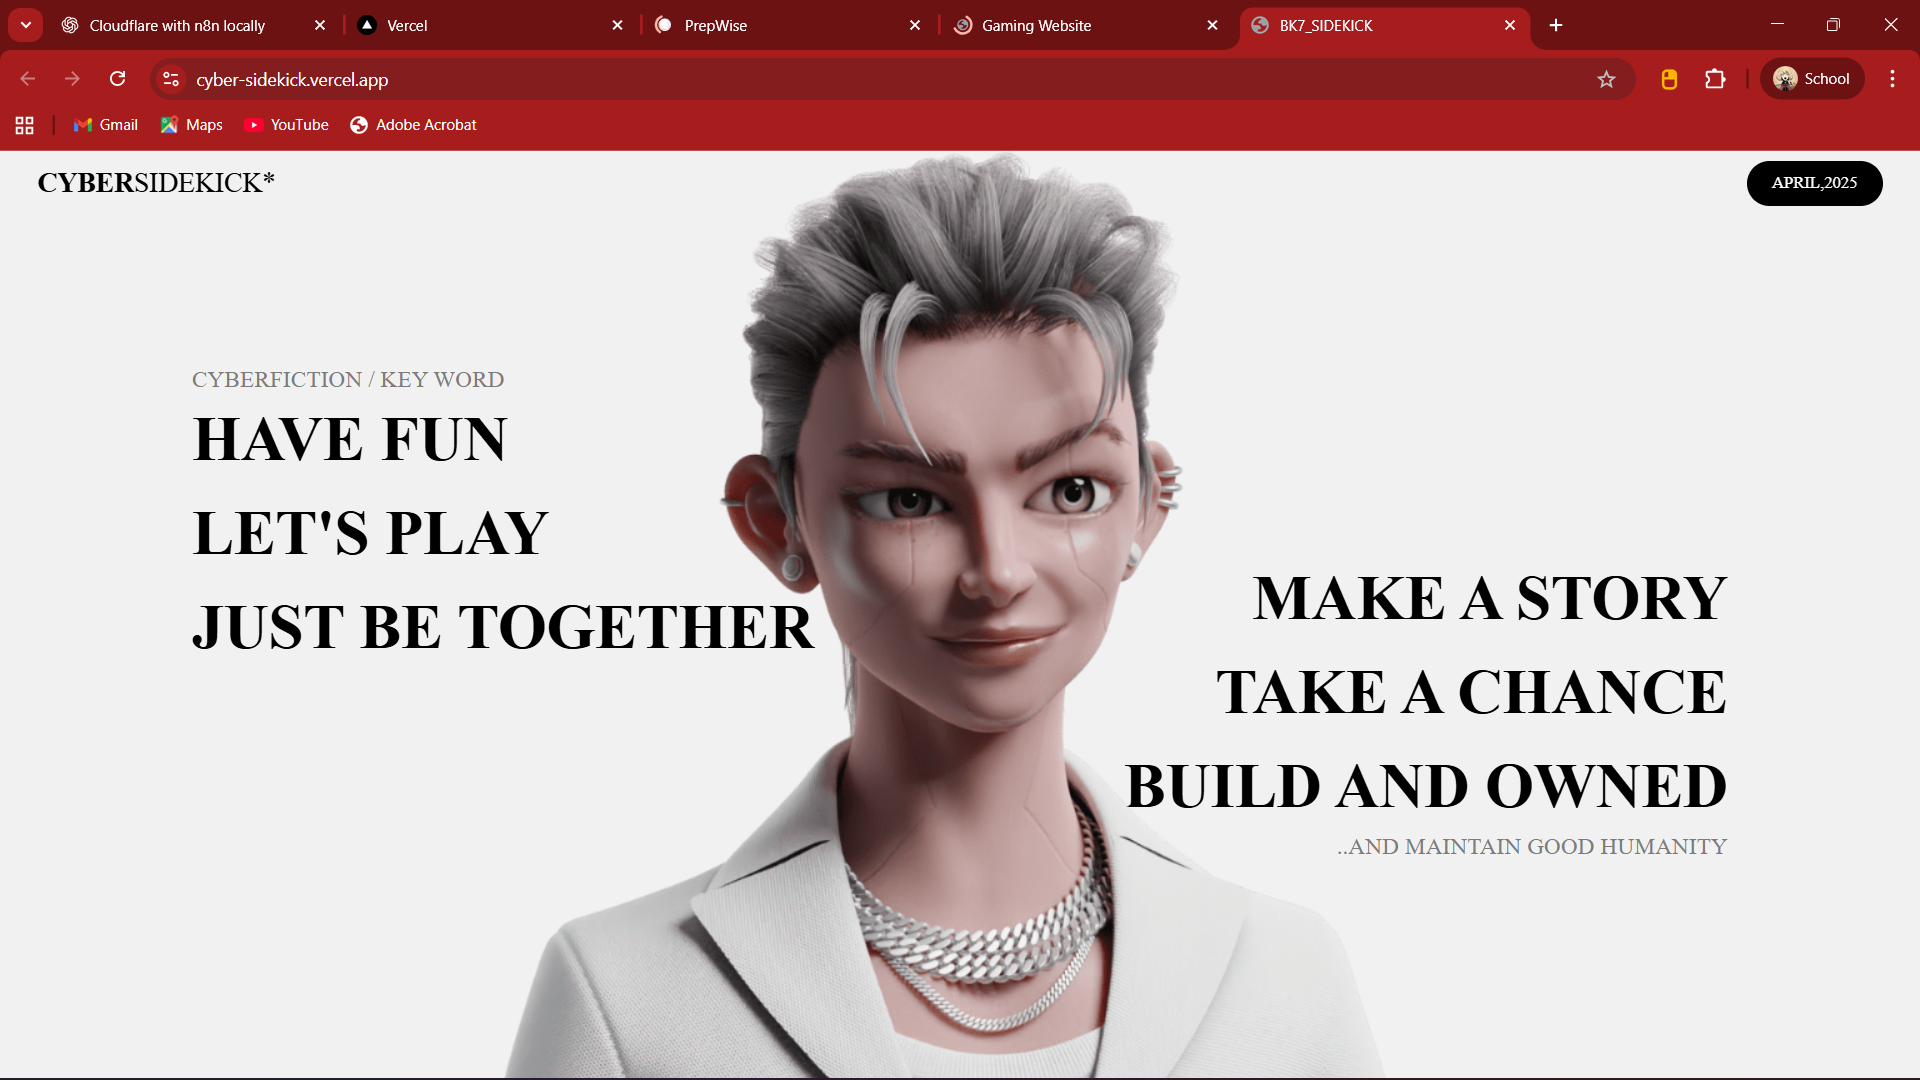 Cloudflare with n8n locally
Vercel
PrepWise
Gaming Website
BK7_SIDEKICK
cyber-sidekick.vercel.app
School
Gmail
Maps
YouTube
Adobe Acrobat
CYBERSIDEKICK*
APRIL,2025
CYBERFICTION / KEY WORD
HAVE FUN
LET'S PLAY
JUST BE TOGETHER
MAKE A STORY
TAKE A CHANCE
BUILD AND OWNED
..AND MAINTAIN GOOD HUMANITY